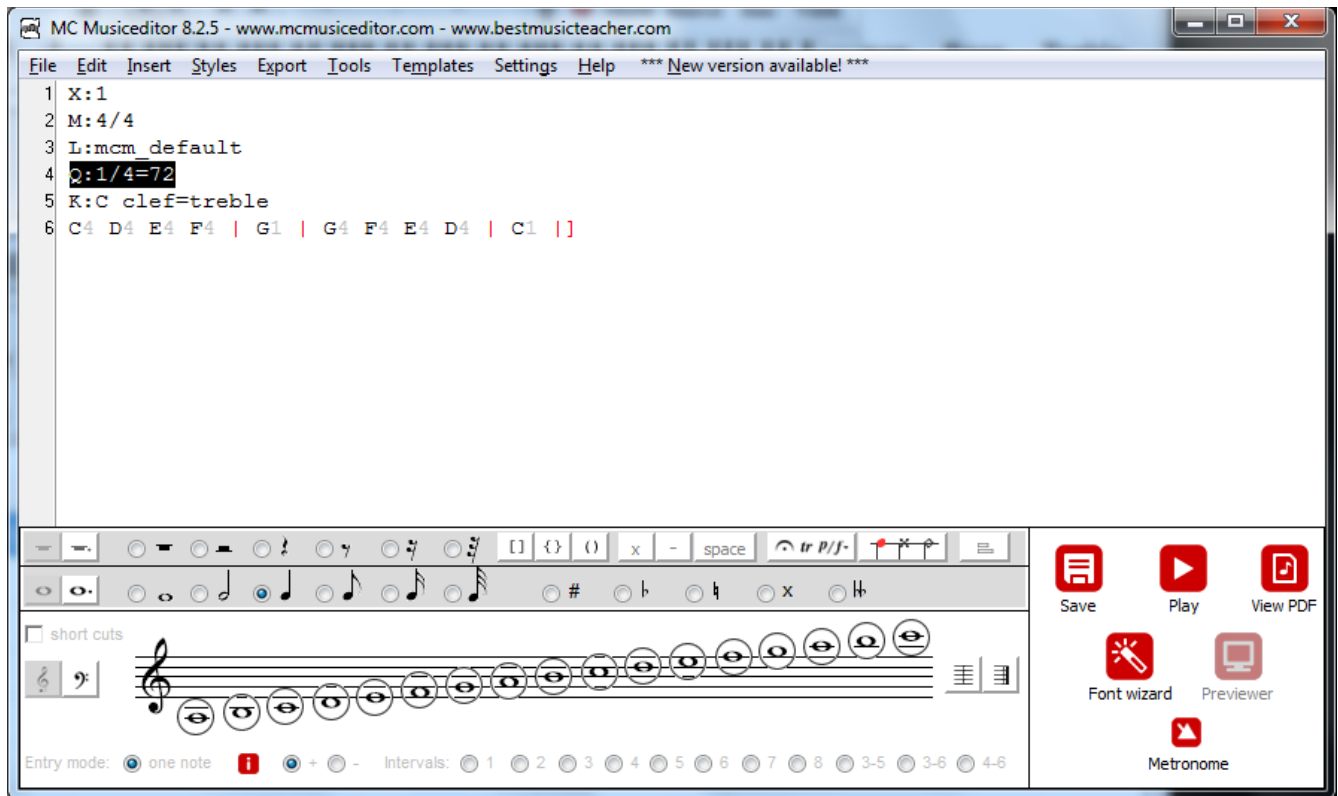 MC Musiceditor 8.2.5 - www.mcmusiceditor.com - www.bestmusicteacher.com
File Edit Insert Styles Export Tools Templates Settings Help *** New version available! ***
1 X:1
2 M:4/4
3 L:mcm_default
4 Q:1/4=72
5 K:C clef=treble
6 C4 D4 E4 F4 | G1 | G4 F4 E4 D4 | C1 |]
[] {} () x - space tr p/f-
# x
short cuts
Save Play View PDF
Font wizard Previewer
Metronome
Entry mode: one note i + - Intervals: 1 2 3 4 5 6 7 8 3-5 3-6 4-6